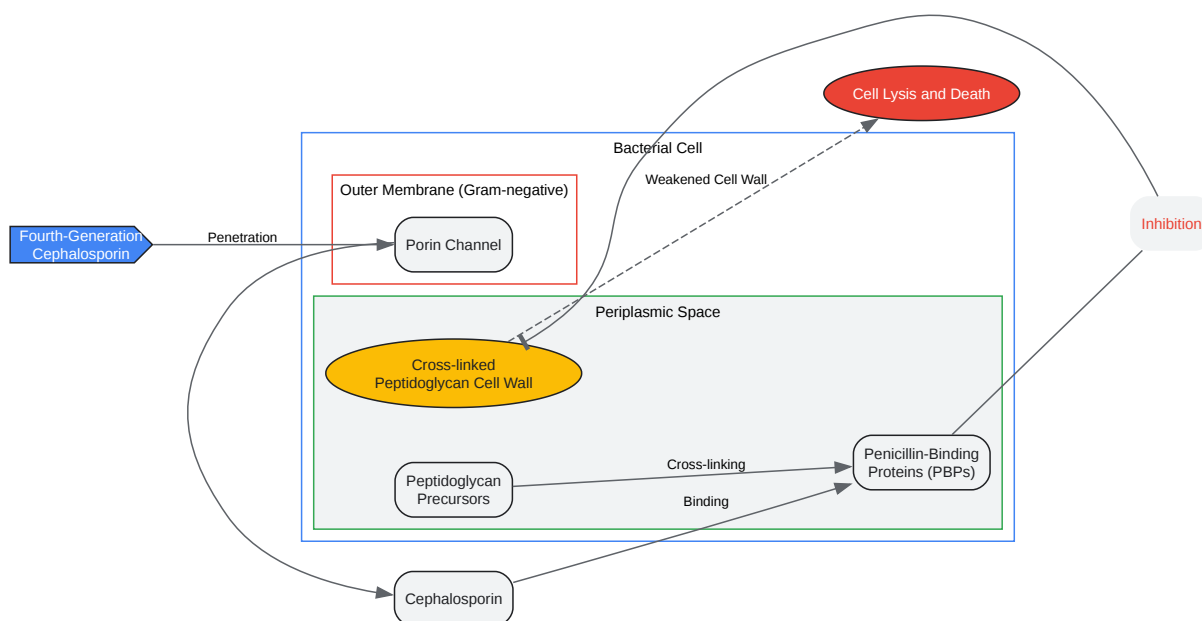 Cell Lysis and Death
Bacterial Cell
Weakened Cell Wall
Outer Membrane (Gram-negative)
Inhibition
Fourth-Generation
Cephalosporin
Penetration
Porin Channel
Periplasmic Space
Cross-linked
Peptidoglycan Cell Wall
Penicillin-Binding
Proteins (PBPs)
Cross-linking
Peptidoglycan
Precursors
Binding
Cephalosporin